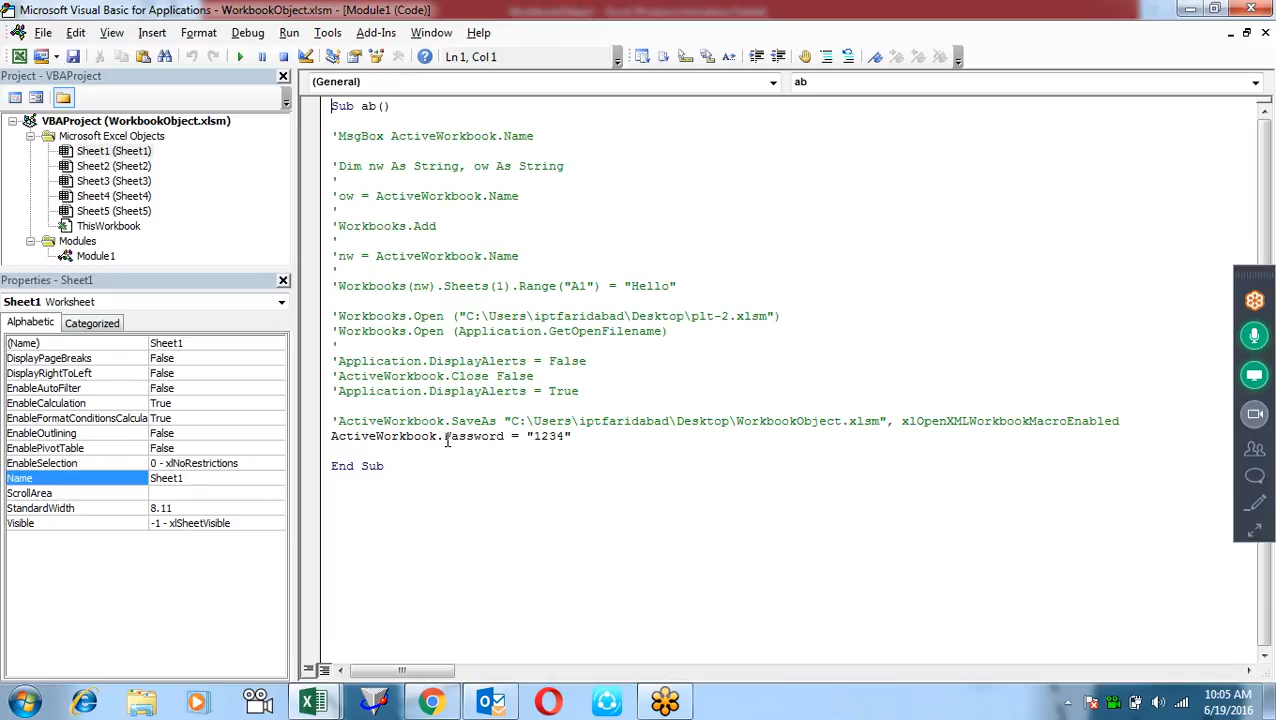 Microsoft Visual Basic for Applications - WorkbookObject.xlsm - [Module1 (Code)]
File Edit View Insert Format Debug Run Tools Add-Ins Window Help
Ln 1, Col 1
Project - VBAProject
(General)
ab
VBAProject (WorkbookObject.xlsm)
Microsoft Excel Objects
Sheet1 (Sheet1)
Sheet2 (Sheet2)
Sheet3 (Sheet3)
Sheet4 (Sheet4)
Sheet5 (Sheet5)
ThisWorkbook
Modules
Module1
Properties - Sheet1
Sheet1 Worksheet
Alphabetic Categorized
(Name) Sheet1
DisplayPageBreaks False
DisplayRightToLeft False
EnableAutoFilter False
EnableCalculation True
EnableFormatConditionsCalcula True
EnableOutlining False
EnablePivotTable False
EnableSelection 0 - xlNoRestrictions
Name Sheet1
ScrollArea
StandardWidth 8.11
Visible -1 - xlSheetVisible
Sub ab()
'MsgBox ActiveWorkbook.Name
'Dim nw As String, ow As String
'
'ow = ActiveWorkbook.Name
'
'Workbooks.Add
'
'nw = ActiveWorkbook.Name
'
'Workbooks(nw).Sheets(1).Range("A1") = "Hello"
'Workbooks.Open ("C:\Users\iptfaridabad\Desktop\plt-2.xlsm")
'Workbooks.Open (Application.GetOpenFilename)
'
'Application.DisplayAlerts = False
'ActiveWorkbook.Close False
'Application.DisplayAlerts = True
'ActiveWorkbook.SaveAs "C:\Users\iptfaridabad\Desktop\WorkbookObject.xlsm", xlOpenXMLWorkbookMacroEnabled
ActiveWorkbook.Password = "1234"
End Sub
10:05 AM
6/19/2016